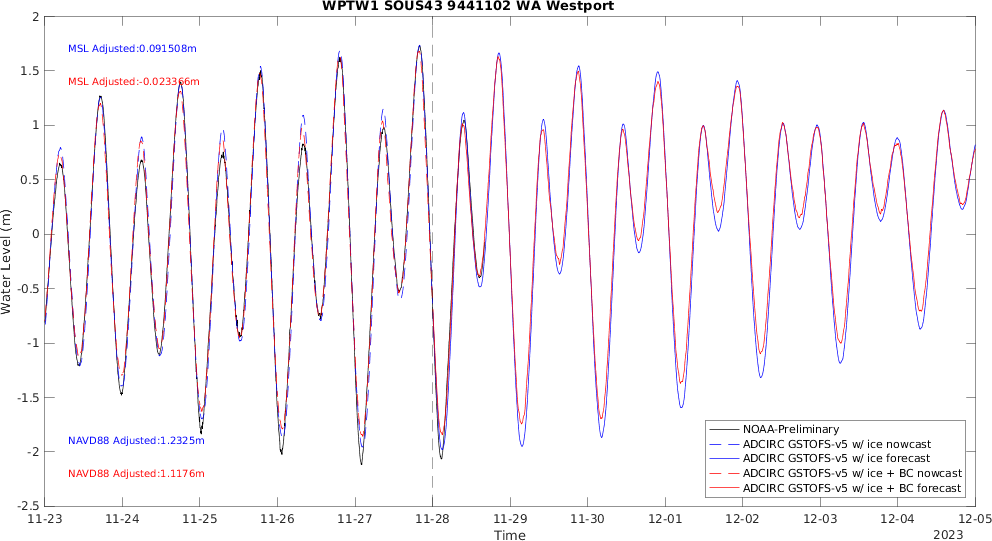 WPTW1 SOUS43 9441102 WA Westport
2
1.5
1
0.5
0
-0.5
-1
-1.5
-2
-2.5
Water Level (m)
MSL Adjusted:0.091508m
MSL Adjusted:-0.023366m
NAVD88 Adjusted:1.2325m
NAVD88 Adjusted:1.1176m
NOAA-Preliminary
ADCIRC GSTOFS-v5 w/ ice nowcast
ADCIRC GSTOFS-v5 w/ ice forecast
ADCIRC GSTOFS-v5 w/ ice + BC nowcast
ADCIRC GSTOFS-v5 w/ ice + BC forecast
11-23 11-24 11-25 11-26 11-27 11-28 11-29 11-30 12-01 12-02 12-03 12-04 12-05
Time
2023